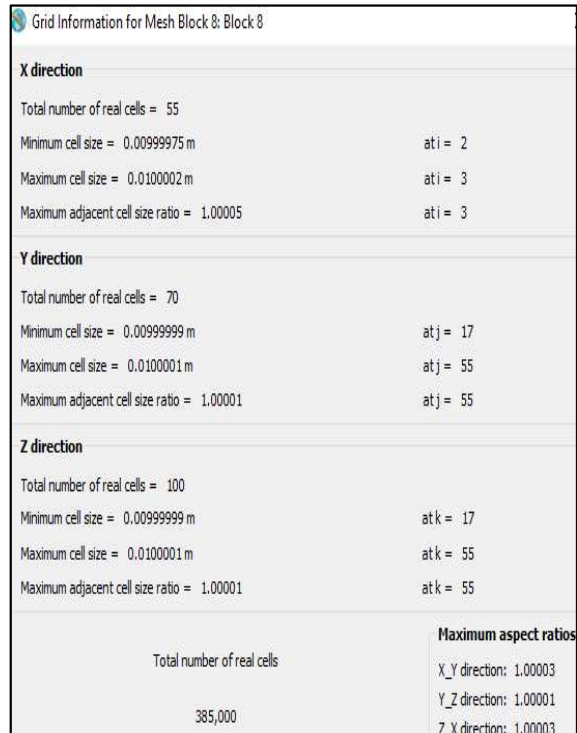 Grid Information for Mesh Block 8: Block 8
X direction
Total number of real cells = 55
Minimum cell size = 0.00999975 m at i = 2
Maximum cell size = 0.0100002 m at i = 3
Maximum adjacent cell size ratio = 1.00005 at i = 3
Y direction
Total number of real cells = 70
Minimum cell size = 0.00999999 m at j = 17
Maximum cell size = 0.0100001 m at j = 55
Maximum adjacent cell size ratio = 1.00001 at j = 55
Z direction
Total number of real cells = 100
Minimum cell size = 0.00999999 m at k = 17
Maximum cell size = 0.0100001 m at k = 55
Maximum adjacent cell size ratio = 1.00001 at k = 55
Total number of real cells
385,000
Maximum aspect ratios
X_Y direction: 1.00003
Y_Z direction: 1.00001
Z_X direction: 1.00003